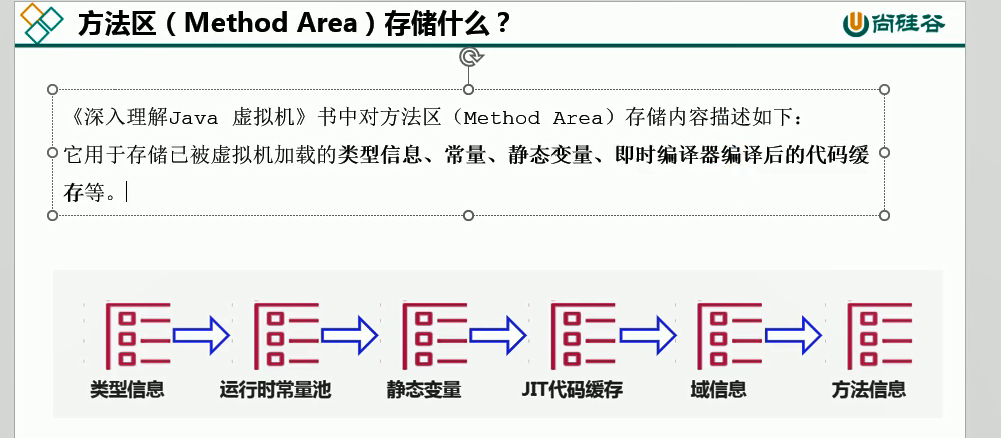 方法区（Method Area）存储什么？
尚硅谷
《深入理解Java 虚拟机》书中对方法区（Method Area）存储内容描述如下：
它用于存储已被虚拟机加载的类型信息、常量、静态变量、即时编译器编译后的代码缓
存等。
类型信息 运行时常量池 静态变量 JIT代码缓存 域信息 方法信息